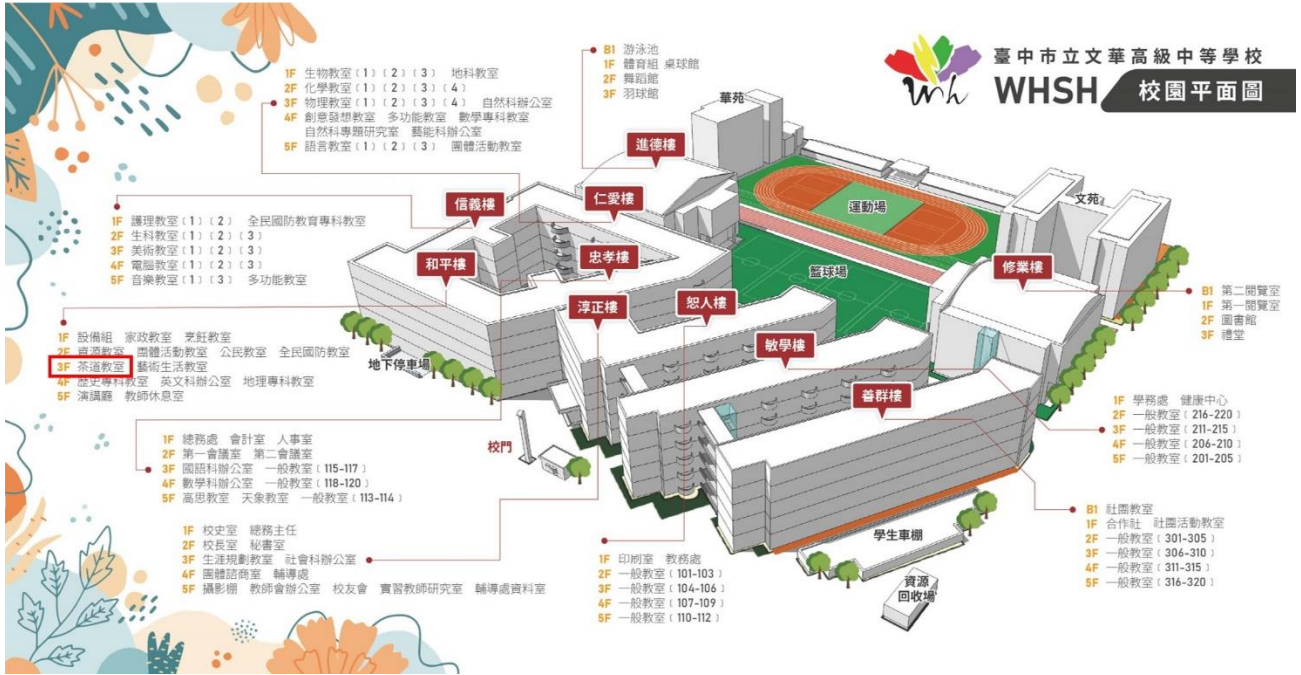 臺中市立文華高級中等學校
WHSH 校園平面圖
B1 游泳池
1F 體育組 桌球館
2F 舞蹈館
3F 羽球館
1F 生物教室(1)(2)(3) 地科教室
2F 化學教室(1)(2)(3)(4)
3F 物理教室(1)(2)(3)(4) 自然科辦公室
4F 創意發想教室 多功能教室 數學專科教室
自然科專題研究室 藝能科辦公室
5F 語言教室(1)(2)(3) 團體活動教室
1F 護理教室(1)(2) 全民國防教育專科教室
2F 生科教室(1)(2)(3)
3F 美術教室(1)(2)(3)
4F 電腦教室(1)(2)(3)
5F 音樂教室(1)(3) 多功能教室
1F 設備組 家政教室 烹飪教室
2F 資源教室 團體活動教室 公民教室 全民國防教室
3F 茶道教室 藝術生活教室
4F 歷史專科教室 英文科辦公室 地理專科教室
5F 演講廳 教師休息室
1F 總務處 會計室 人事室
2F 第一會議室 第二會議室
3F 國語科辦公室 一般教室(115-117)
4F 數學科辦公室 一般教室(118-120)
5F 高思教室 天象教室 一般教室(113-114)
1F 校史室 總務主任
2F 校長室 秘書室
3F 生涯規劃教室 社會科辦公室
4F 團體諮商室 輔導處
5F 攝影棚 教師會辦公室 校友會 實習教師研究室 輔導處資料室
華苑
進德樓
仁愛樓
信義樓
和平樓
忠孝樓
淳正樓
恕人樓
敏學樓
善群樓
修業樓
運動場
文苑
籃球場
地下停車場
校門
學生車棚
資源
回收場
B1 第二閱覽室
1F 第一閱覽室
2F 圖書館
3F 禮堂
1F 學務處 健康中心
2F 一般教室(216-220)
3F 一般教室(211-215)
4F 一般教室(206-210)
5F 一般教室(201-205)
B1 社團教室
1F 合作社 社團活動教室
2F 一般教室(301-305)
3F 一般教室(306-310)
4F 一般教室(311-315)
5F 一般教室(316-320)
1F 印刷室 教務處
2F 一般教室(101-103)
3F 一般教室(104-106)
4F 一般教室(107-109)
5F 一般教室(110-112)